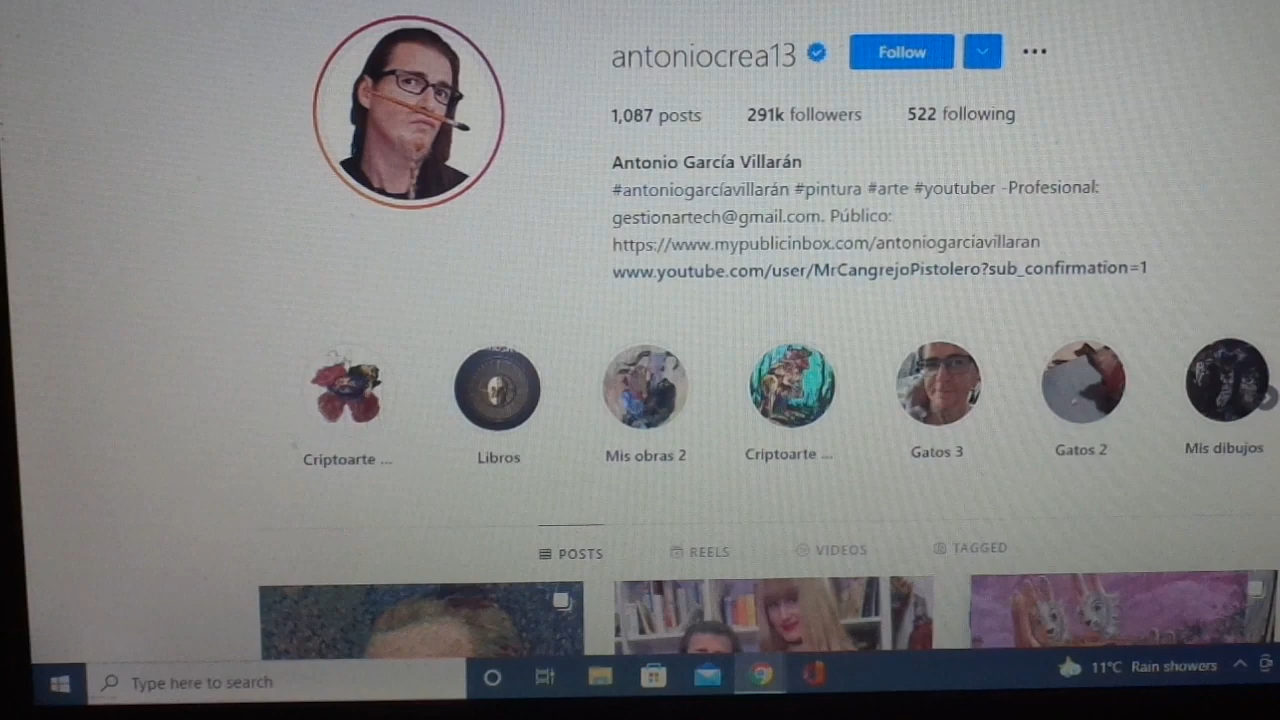 antoniocrea13
Follow
1,087 posts 291k followers 522 following
Antonio García Villarán
#antoniogarcíavillarán #pintura #arte #youtuber -Profesional:
gestionartech@gmail.com. Público:
https://www.mypublicinbox.com/antoniogarciavillaran
www.youtube.com/user/MrCangrejoPistolero?sub_confirmation=1
Criptoarte ... Libros Mis obras 2 Criptoarte ... Gatos 3 Gatos 2 Mis dibujos
POSTS REELS VIDEOS TAGGED
Type here to search 11°C Rain showers